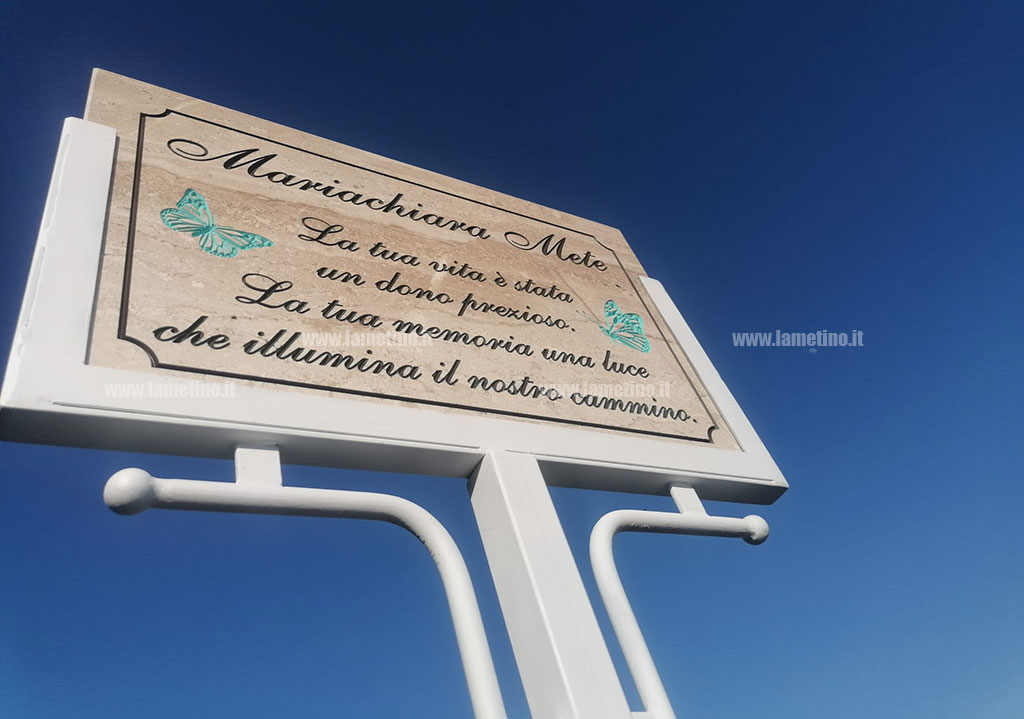 Mariachiara Mete
La tua vita è stata
un dono prezioso.
La tua memoria una luce
che illumina il nostro cammino.
www.lametino.it
www.lametino.it
www.lametino.it
www.lametino.it